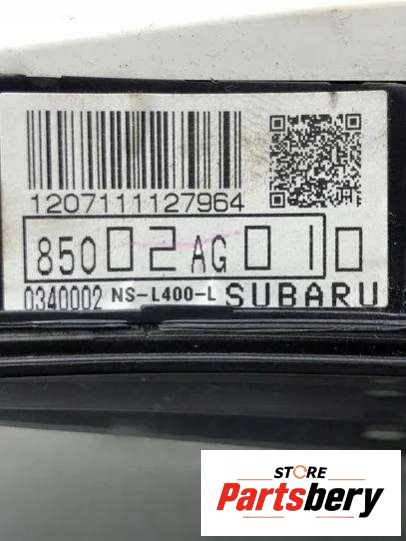 1207111127964
85002AG010
0340002 NS-L400-L SUBARU
STORE
Partsbery